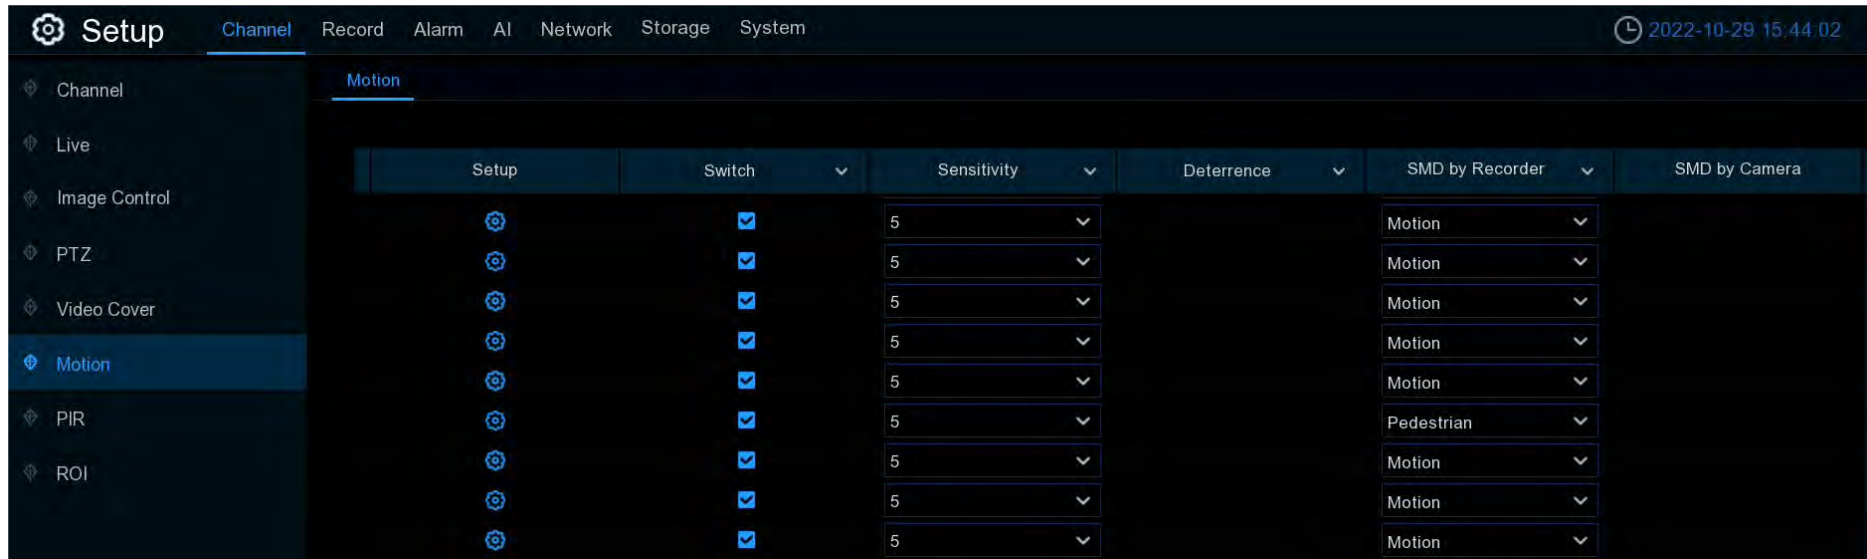 Setup Channel Record Alarm AI Network Storage System 2022-10-29 15:44:02
Channel
Motion
Live
Setup Switch Sensitivity Deterrence SMD by Recorder SMD by Camera
Image Control
5 Motion
PTZ
5 Motion
Video Cover
5 Motion
5 Motion
Motion
5 Motion
PIR
5 Pedestrian
5 Motion
ROI
5 Motion
5 Motion